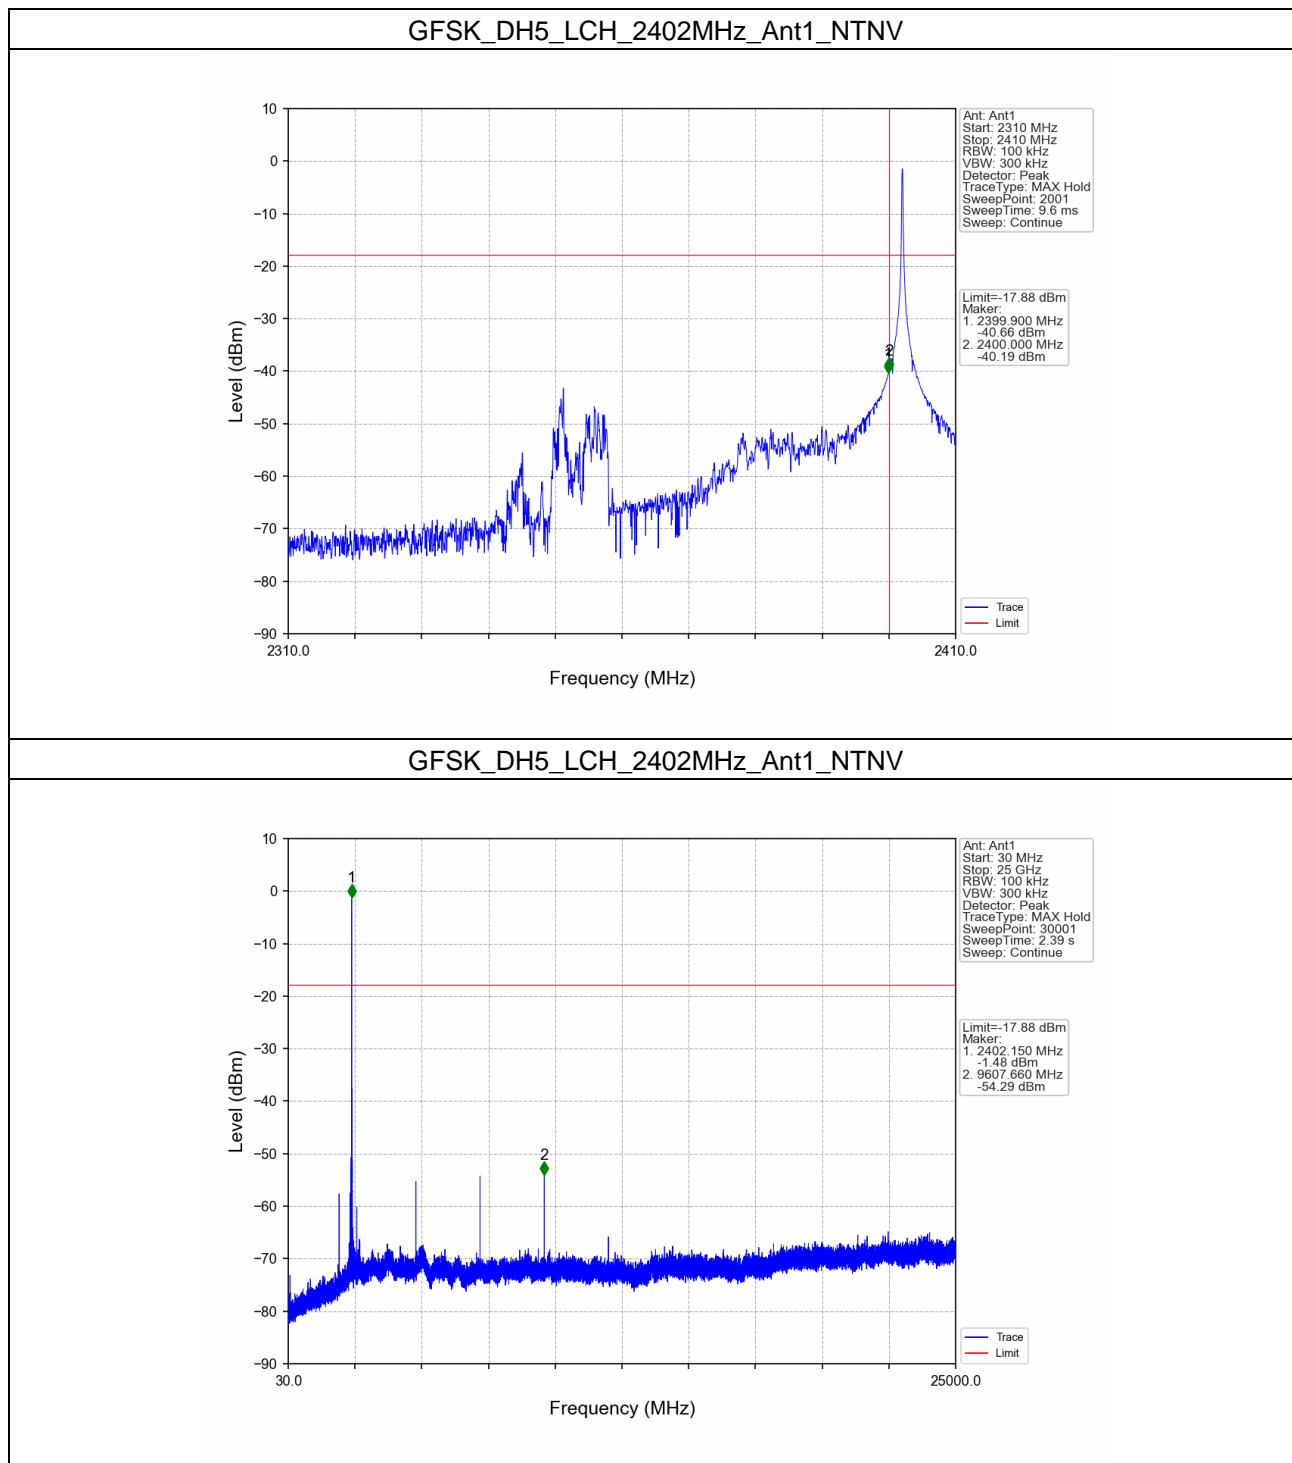 GFSK_DH5_LCH_2402MHz_Ant1_NTNV
10
0
−10
−20
−30
−40
−50
−60
−70
−80
−90
Level (dBm)
2310.0
2410.0
Frequency (MHz)
2
Ant: Ant1
Start: 2310 MHz
Stop: 2410 MHz
RBW: 100 kHz
VBW: 300 kHz
Detector: Peak
TraceType: MAX Hold
SweepPoint: 2001
SweepTime: 9.6 ms
Sweep: Continue
Limit=-17.88 dBm
Maker:
1. 2399.900 MHz
-40.66 dBm
2. 2400.000 MHz
-40.19 dBm
Trace
Limit
GFSK_DH5_LCH_2402MHz_Ant1_NTNV
10
0
−10
−20
−30
−40
−50
−60
−70
−80
−90
Level (dBm)
30.0
25000.0
Frequency (MHz)
1
2
Ant: Ant1
Start: 30 MHz
Stop: 25 GHz
RBW: 100 kHz
VBW: 300 kHz
Detector: Peak
TraceType: MAX Hold
SweepPoint: 30001
SweepTime: 2.39 s
Sweep: Continue
Limit=-17.88 dBm
Maker:
1. 2402.150 MHz
-1.48 dBm
2. 9607.660 MHz
-54.29 dBm
Trace
Limit